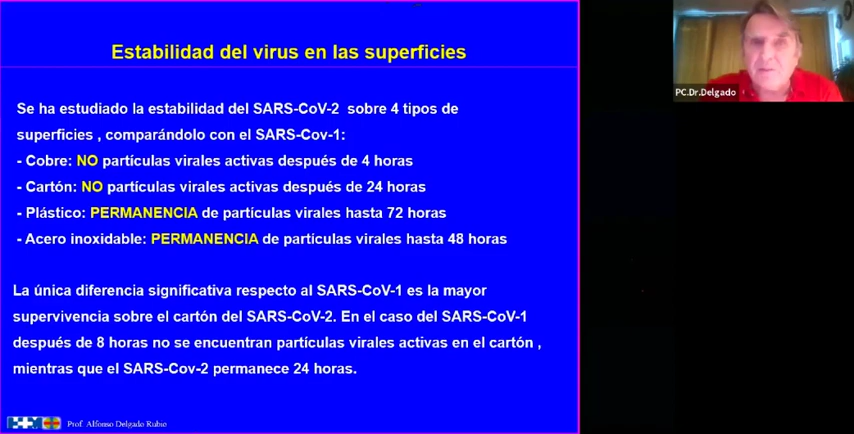 Estabilidad del virus en las superficies
Se ha estudiado la estabilidad del SARS-CoV-2 sobre 4 tipos de
superficies , comparándolo con el SARS-Cov-1:
- Cobre: NO partículas virales activas después de 4 horas
- Cartón: NO partículas virales activas después de 24 horas
- Plástico: PERMANENCIA de partículas virales hasta 72 horas
- Acero inoxidable: PERMANENCIA de partículas virales hasta 48 horas
La única diferencia significativa respecto al SARS-CoV-1 es la mayor
supervivencia sobre el cartón del SARS-CoV-2. En el caso del SARS-CoV-1
después de 8 horas no se encuentran partículas virales activas en el cartón ,
mientras que el SARS-Cov-2 permanece 24 horas.
Prof Alfonso Delgado Rubio
PC.Dr.Delgado